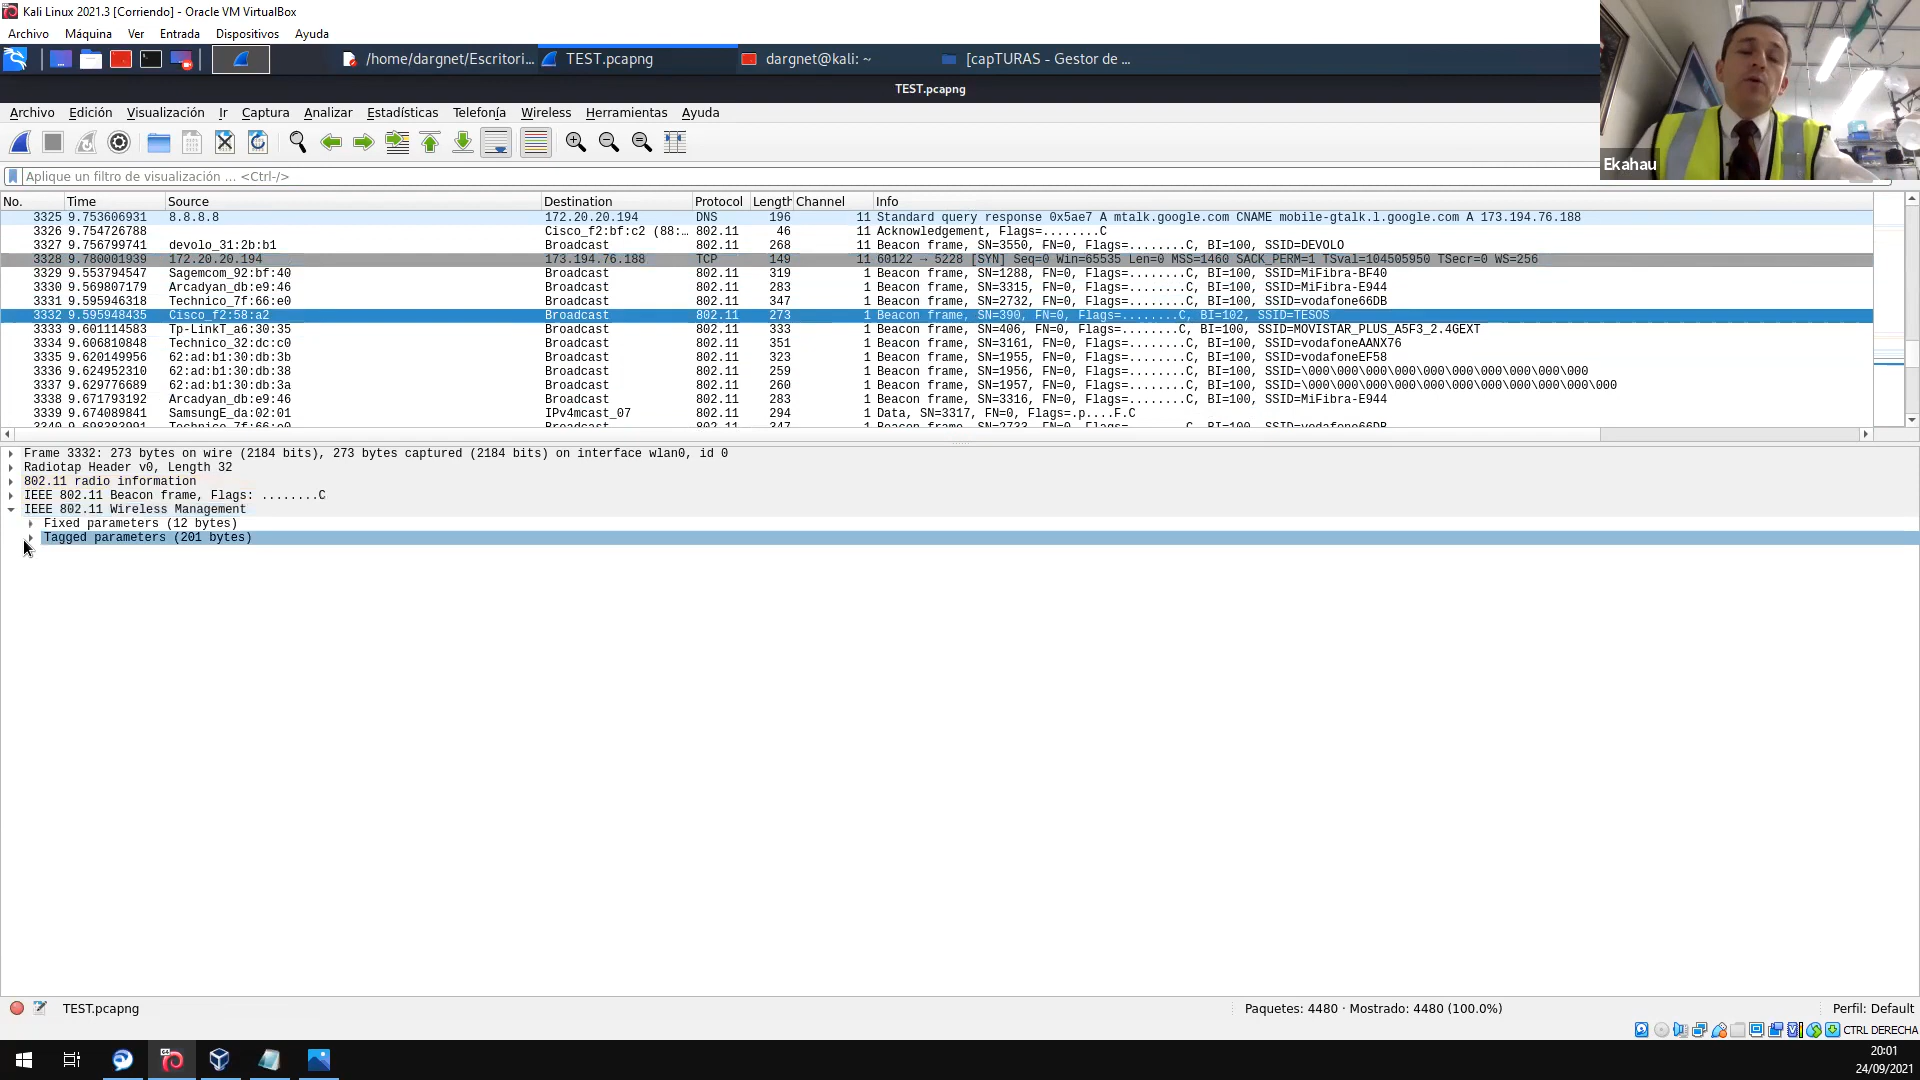 Kali Linux 2021.3 [Corriendo] - Oracle VM VirtualBox
Archivo Máquina Ver Entrada Dispositivos Ayuda
/home/dargnet/Escritori... TEST.pcapng dargnet@kali: ~ [capTURAS - Gestor de ...
TEST.pcapng
Archivo Edición Visualización Ir Captura Analizar Estadísticas Telefonía Wireless Herramientas Ayuda
Ekahau
Aplique un filtro de visualización ... <Ctrl-/>
No. Time Source Destination Protocol Length Channel Info
3325 9.753606931 8.8.8.8 172.20.20.194 DNS 196 11 Standard query response 0x5ae7 A mtalk.google.com CNAME mobile-gtalk.l.google.com A 173.194.76.188
3326 9.754726788 Cisco_f2:bf:c2 (88:... 802.11 46 11 Acknowledgement, Flags=........C
3327 9.756799741 devolo_31:2b:b1 Broadcast 802.11 268 11 Beacon frame, SN=3550, FN=0, Flags=........C, BI=100, SSID=DEVOLO
3328 9.780001939 172.20.20.194 173.194.76.188 TCP 149 11 60122 → 5228 [SYN] Seq=0 Win=65535 Len=0 MSS=1460 SACK_PERM=1 TSval=104505950 TSecr=0 WS=256
3329 9.553794547 Sagemcom_92:bf:40 Broadcast 802.11 319 1 Beacon frame, SN=1288, FN=0, Flags=........C, BI=100, SSID=MiFibra-BF40
3330 9.569807179 Arcadyan_db:e9:46 Broadcast 802.11 283 1 Beacon frame, SN=3315, FN=0, Flags=........C, BI=100, SSID=MiFibra-E944
3331 9.595946318 Technico_7f:66:e0 Broadcast 802.11 347 1 Beacon frame, SN=2732, FN=0, Flags=........C, BI=100, SSID=vodafone66DB
3332 9.595948435 Cisco_f2:58:a2 Broadcast 802.11 273 1 Beacon frame, SN=390, FN=0, Flags=........C, BI=102, SSID=TESOS
3333 9.601114583 Tp-LinkT_a6:30:35 Broadcast 802.11 333 1 Beacon frame, SN=406, FN=0, Flags=........C, BI=100, SSID=MOVISTAR_PLUS_A5F3_2.4GEXT
3334 9.606810848 Technico_32:dc:c0 Broadcast 802.11 351 1 Beacon frame, SN=3161, FN=0, Flags=........C, BI=100, SSID=vodafoneAANX76
3335 9.620149956 62:ad:b1:30:db:3b Broadcast 802.11 323 1 Beacon frame, SN=1955, FN=0, Flags=........C, BI=100, SSID=vodafoneEF58
3336 9.624952310 62:ad:b1:30:db:38 Broadcast 802.11 259 1 Beacon frame, SN=1956, FN=0, Flags=........C, BI=100, SSID=\000\000\000\000\000\000\000\000\000
3337 9.629776689 62:ad:b1:30:db:3a Broadcast 802.11 260 1 Beacon frame, SN=1957, FN=0, Flags=........C, BI=100, SSID=\000\000\000\000\000\000\000\000\000\000
3338 9.671793192 Arcadyan_db:e9:46 Broadcast 802.11 283 1 Beacon frame, SN=3316, FN=0, Flags=........C, BI=100, SSID=MiFibra-E944
3339 9.674089841 SamsungE_da:02:01 IPv4mcast_07 802.11 294 1 Data, SN=3317, FN=0, Flags=.p....F.C
3340 9.698383991 Technico_7f:66:e0 Broadcast 802.11 347 1 Beacon frame, SN=2733, FN=0, Flags=........C, BI=100, SSID=vodafone66DB
Frame 3332: 273 bytes on wire (2184 bits), 273 bytes captured (2184 bits) on interface wlan0, id 0
Radiotap Header v0, Length 32
802.11 radio information
IEEE 802.11 Beacon frame, Flags: ........C
IEEE 802.11 Wireless Management
Fixed parameters (12 bytes)
Tagged parameters (201 bytes)
TEST.pcapng Paquetes: 4480 · Mostrado: 4480 (100.0%) Perfil: Default
CTRL DERECHA
20:01
24/09/2021